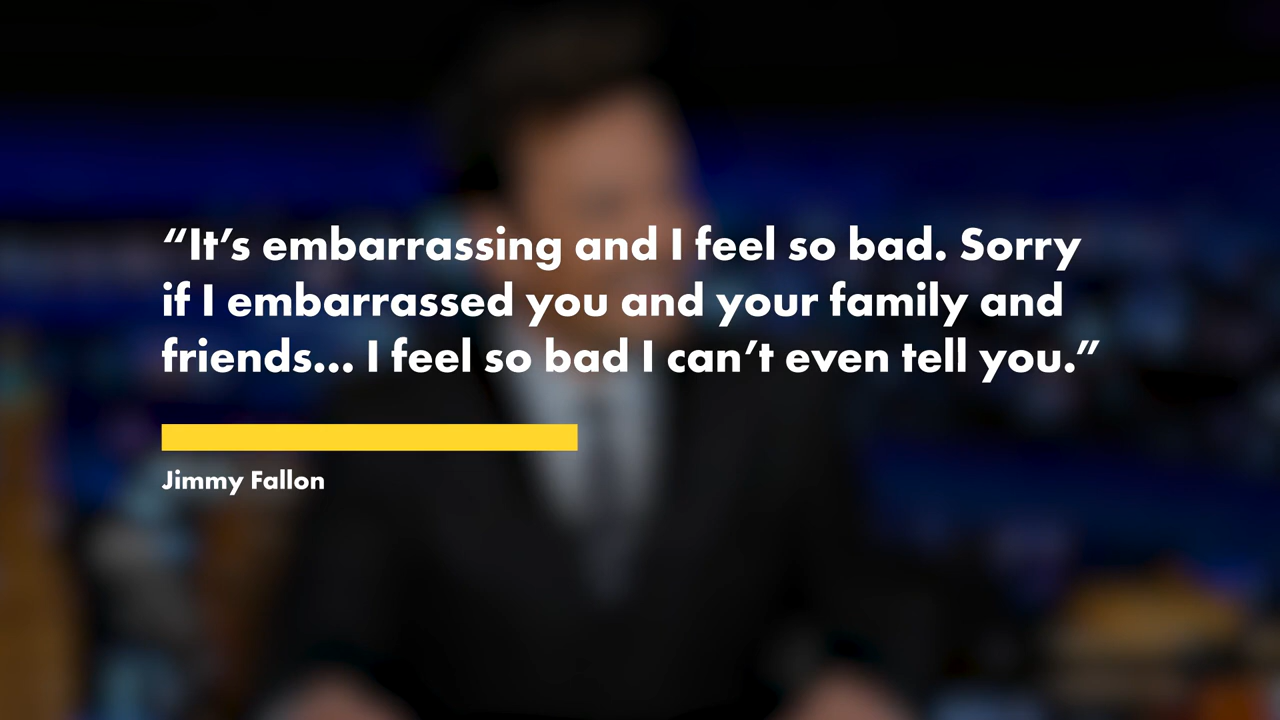 “It’s embarrassing and I feel so bad. Sorry
if I embarrassed you and your family and
friends... I feel so bad I can’t even tell you.”
Jimmy Fallon